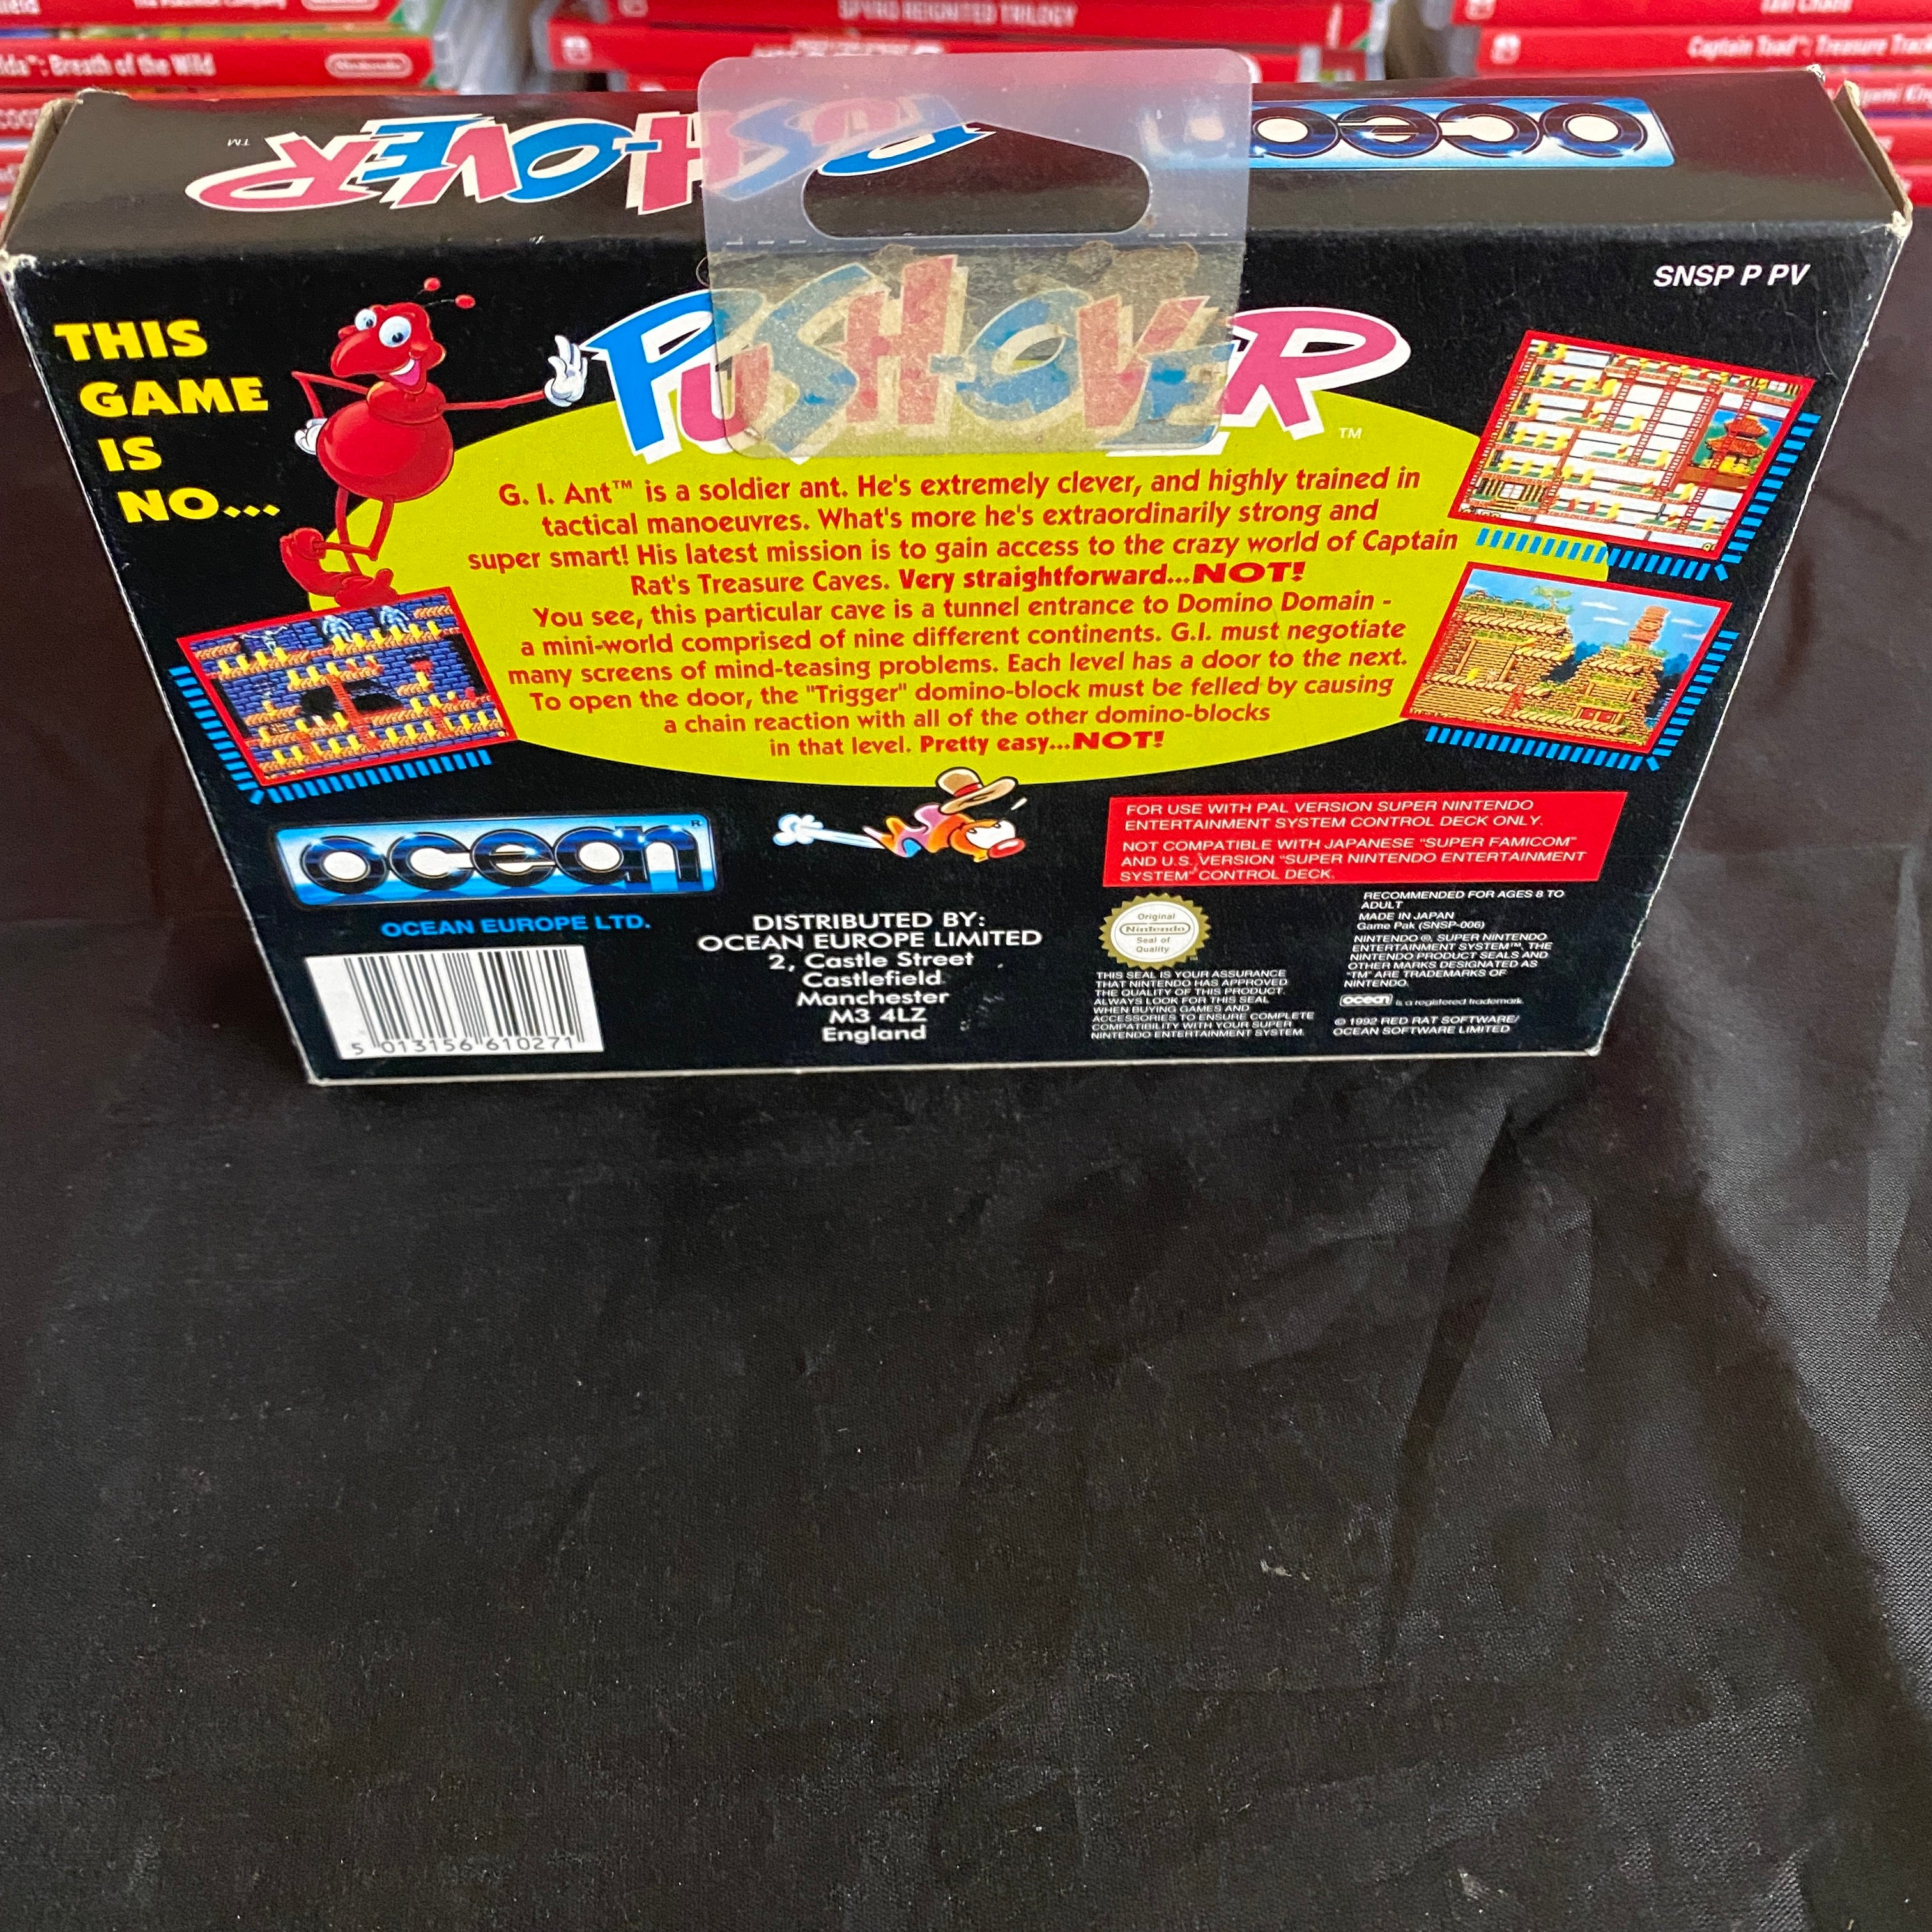 The Pokémon Company
SPYRO REIGNITED TRILOGY
Captain Toad™: Treasure
Breath of the Wild
Nintendo
PUSH-OVER
TM
ocean
SNSP P PV
THIS
GAME
IS
NO...
PUSH-OVER
TM
G. I. Ant™ is a soldier ant. He's extremely clever, and highly trained in
tactical manoeuvres. What's more he's extraordinarily strong and
super smart! His latest mission is to gain access to the crazy world of Captain
Rat's Treasure Caves. Very straightforward...NOT!
You see, this particular cave is a tunnel entrance to Domino Domain -
a mini-world comprised of nine different continents. G.I. must negotiate
many screens of mind-teasing problems. Each level has a door to the next.
To open the door, the "Trigger" domino-block must be felled by causing
a chain reaction with all of the other domino-blocks
in that level. Pretty easy...NOT!
ocean R
OCEAN EUROPE LTD.
5 013156 610271
DISTRIBUTED BY:
OCEAN EUROPE LIMITED
2, Castle Street
Castlefield
Manchester
M3 4LZ
England
FOR USE WITH PAL VERSION SUPER NINTENDO
ENTERTAINMENT SYSTEM CONTROL DECK ONLY.
NOT COMPATIBLE WITH JAPANESE "SUPER FAMICOM"
AND U.S. VERSION "SUPER NINTENDO ENTERTAINMENT
SYSTEM" CONTROL DECK.
Original
Nintendo
Seal of
Quality
TM
THIS SEAL IS YOUR ASSURANCE
THAT NINTENDO HAS APPROVED
THE QUALITY OF THIS PRODUCT.
ALWAYS LOOK FOR THIS SEAL
WHEN BUYING GAMES AND
ACCESSORIES TO ENSURE COMPLETE
COMPATIBILITY WITH YOUR SUPER
NINTENDO ENTERTAINMENT SYSTEM.
RECOMMENDED FOR AGES 8 TO
ADULT
MADE IN JAPAN
Game Pak (SNSP-006)
NINTENDO ®, SUPER NINTENDO
ENTERTAINMENT SYSTEM™, THE
NINTENDO PRODUCT SEALS AND
OTHER MARKS DESIGNATED AS
"TM" ARE TRADEMARKS OF
NINTENDO.
ocean is a registered trademark
© 1992 RED RAT SOFTWARE/
OCEAN SOFTWARE LIMITED